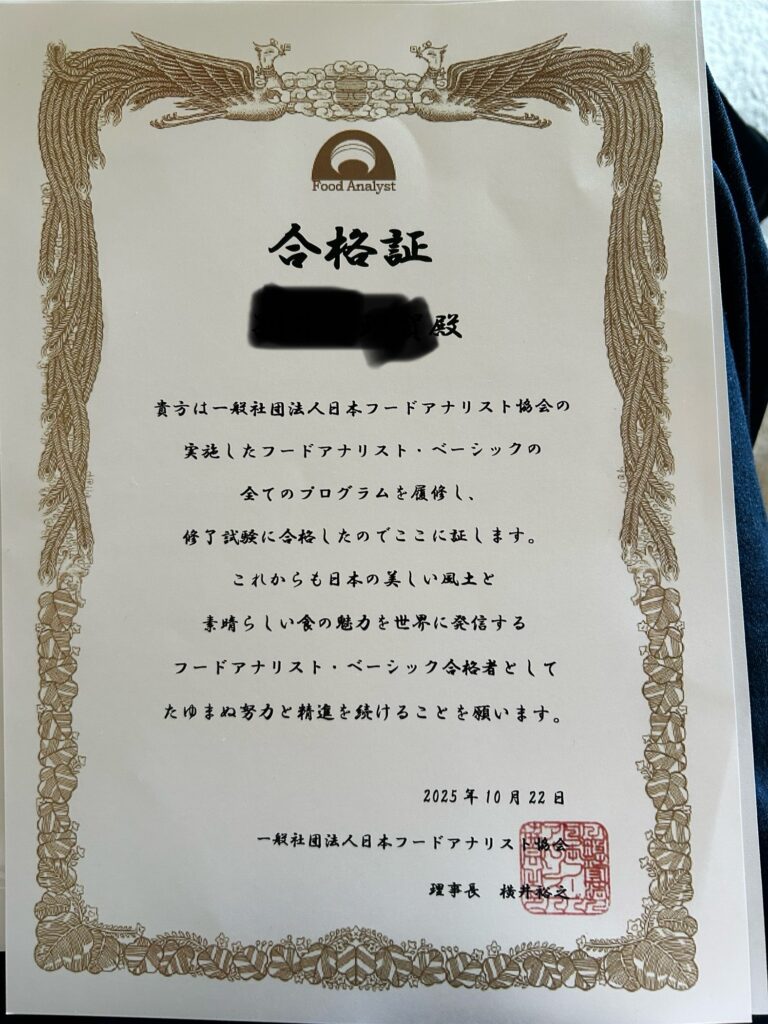 Food Analyst
合格証
殿
貴方は一般社団法人日本フードアナリスト協会の
実施したフードアナリスト・ベーシックの
全てのプログラムを履修し、
修了試験に合格したのでここに証します。
これからも日本の美しい風土と
素晴らしい食の魅力を世界に発信する
フードアナリスト・ベーシック合格者として
たゆまぬ努力と精進を続けることを願います。
2025年10月22日
一般社団法人日本フードアナリスト協会
理事長 横井裕之